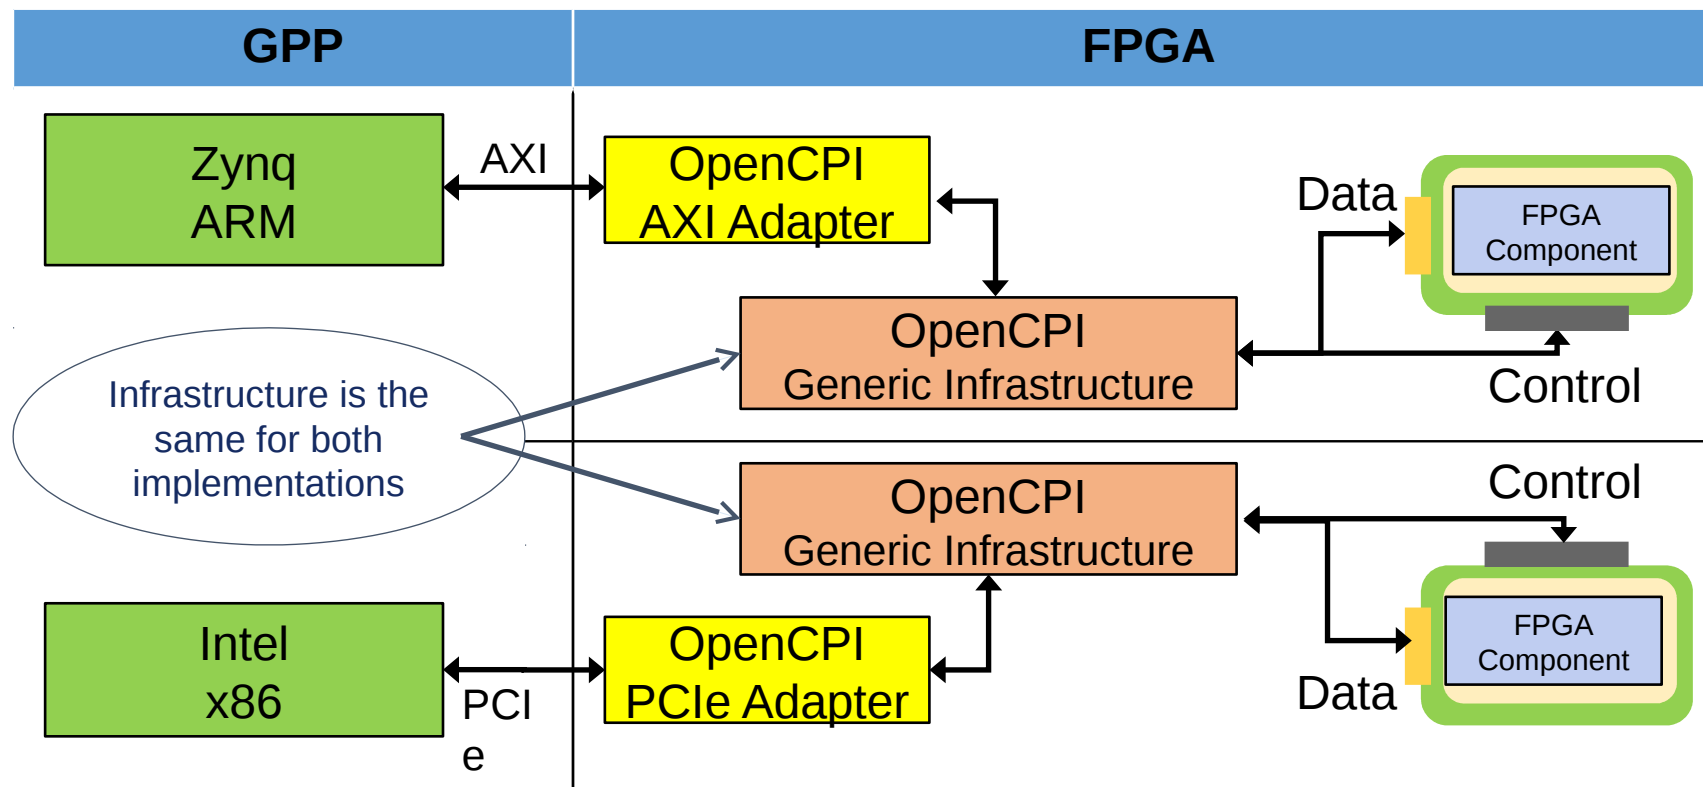 GPP
FPGA
Zynq
ARM
AXI
OpenCPI
AXI Adapter
Data
FPGA
Component
OpenCPI
Generic Infrastructure
Control
Infrastructure is the
same for both
implementations
OpenCPI
Generic Infrastructure
Control
Intel
x86
PCI
e
OpenCPI
PCIe Adapter
Data
FPGA
Component